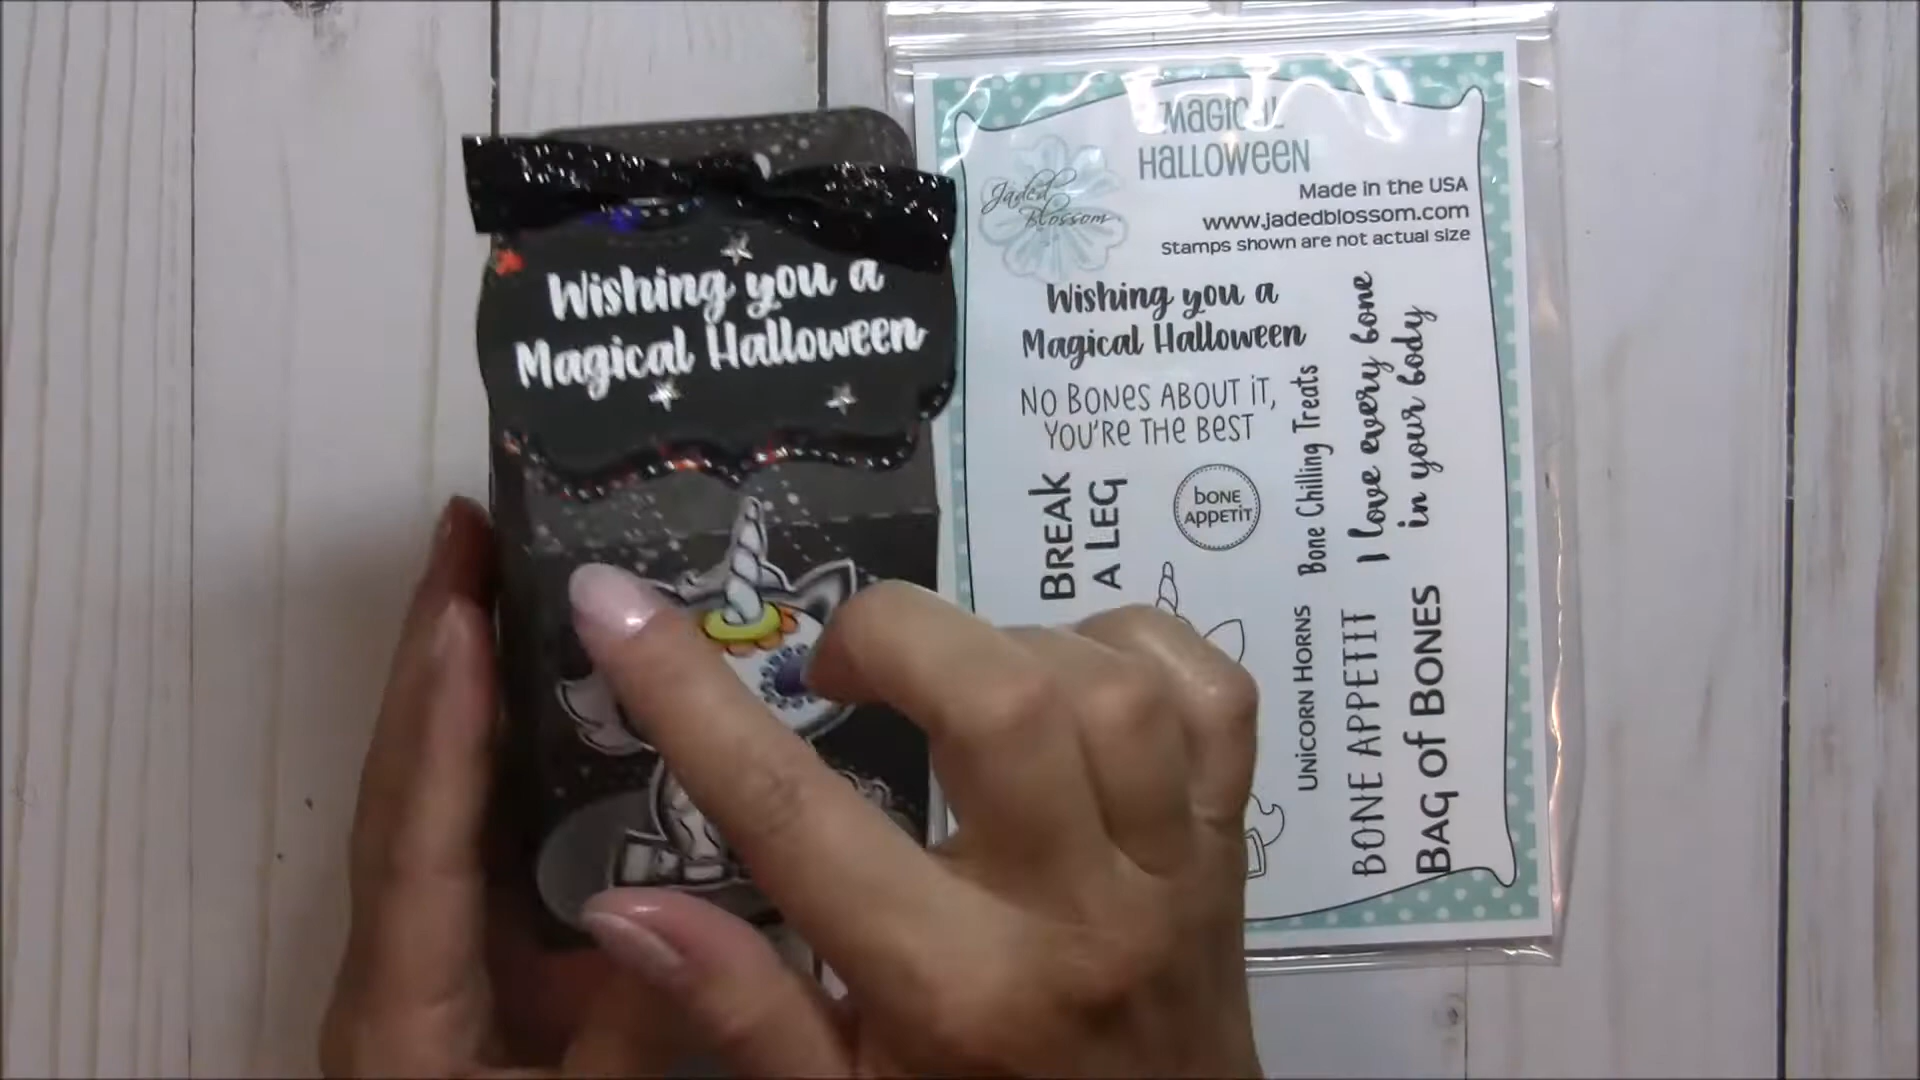 Wishing you a
Magical Halloween
MAGICAL
HALLOWEEN
Jaded
Blossom
Made in the USA
www.jadedblossom.com
Stamps shown are not actual size
Wishing you a
Magical Halloween
NO BONES ABOUT IT,
YOU'RE THE BEST
BREAK
A LEG
BONE
APPETIT
Bone Chilling Treats
I love every bone
in your body
UNICORN HORNS
BONE APPETIT
BAG of BONES